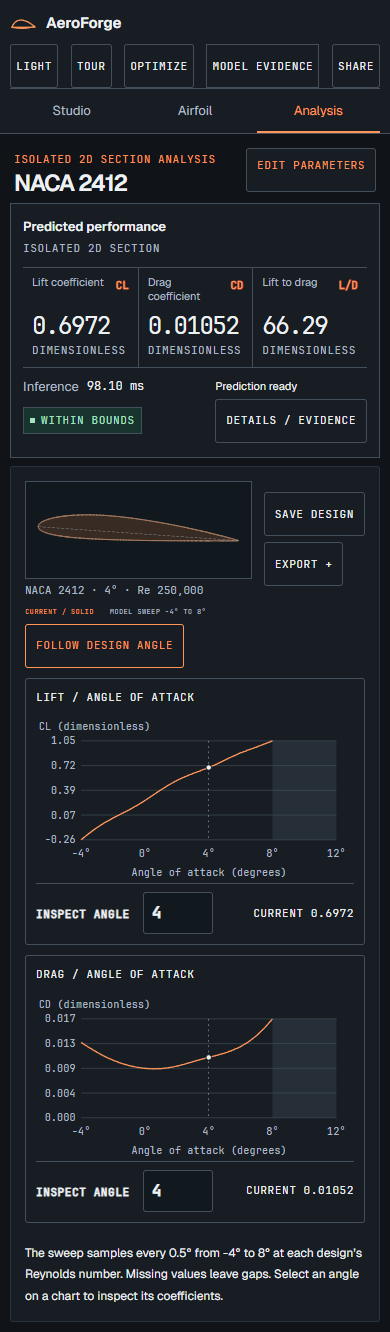 AeroForge
LIGHT TOUR OPTIMIZE MODEL EVIDENCE SHARE
Studio Airfoil Analysis
ISOLATED 2D SECTION ANALYSIS
NACA 2412
EDIT PARAMETERS
Predicted performance
ISOLATED 2D SECTION
Lift coefficient CL
0.6972
DIMENSIONLESS
Drag coefficient CD
0.01052
DIMENSIONLESS
Lift to drag L/D
66.29
DIMENSIONLESS
Inference 98.10 ms
WITHIN BOUNDS
Prediction ready
DETAILS / EVIDENCE
SAVE DESIGN
EXPORT +
NACA 2412 · 4° · Re 250,000
CURRENT / SOLID MODEL SWEEP -4° TO 8°
FOLLOW DESIGN ANGLE
LIFT / ANGLE OF ATTACK
CL (dimensionless)
1.05
0.72
0.39
0.07
-0.26
-4° 0° 4° 8° 12°
Angle of attack (degrees)
INSPECT ANGLE 4 CURRENT 0.6972
DRAG / ANGLE OF ATTACK
CD (dimensionless)
0.017
0.013
0.009
0.004
0.000
-4° 0° 4° 8° 12°
Angle of attack (degrees)
INSPECT ANGLE 4 CURRENT 0.01052
The sweep samples every 0.5° from -4° to 8° at each design's
Reynolds number. Missing values leave gaps. Select an angle
on a chart to inspect its coefficients.